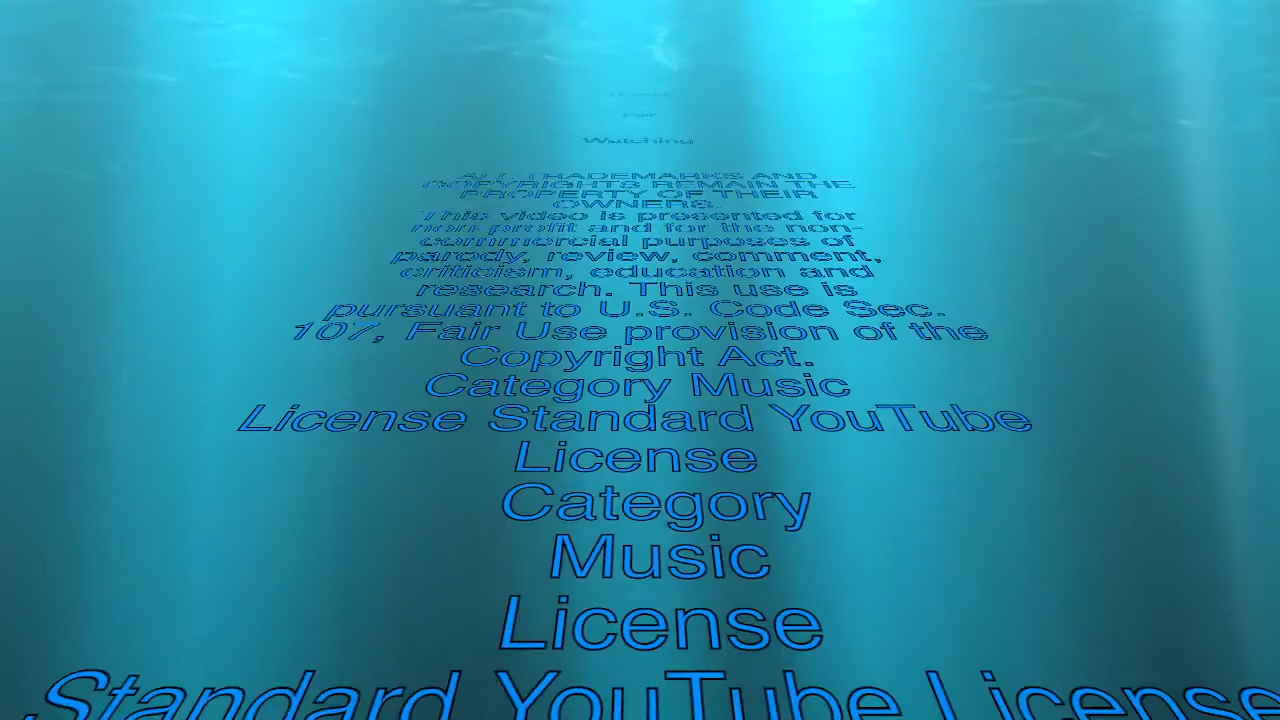 For
Watching
ALL TRADEMARKS AND
COPYRIGHTS REMAIN THE
PROPERTY OF THEIR
OWNERS.
This video is presented for
non profit and for the non-
commercial purposes of
parody, review, comment,
criticism, education and
research. This use is
pursuant to U.S. Code Sec.
107, Fair Use provision of the
Copyright Act.
Category Music
License Standard YouTube
License
Category
Music
License
Standard YouTube License